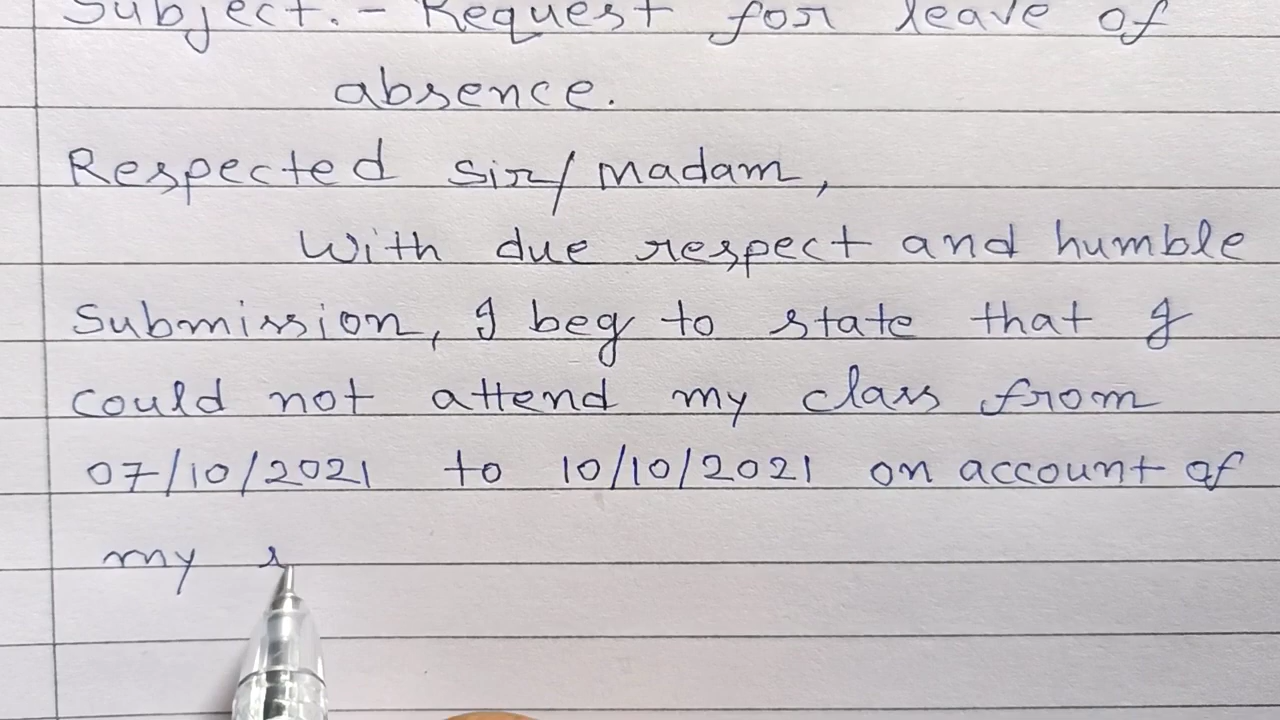 Subject:- Request for leave of
absence.
Respected Sir/Madam,
With due respect and humble
Submission, I beg to state that I
could not attend my class from
07/10/2021 to 10/10/2021 on account of
my s